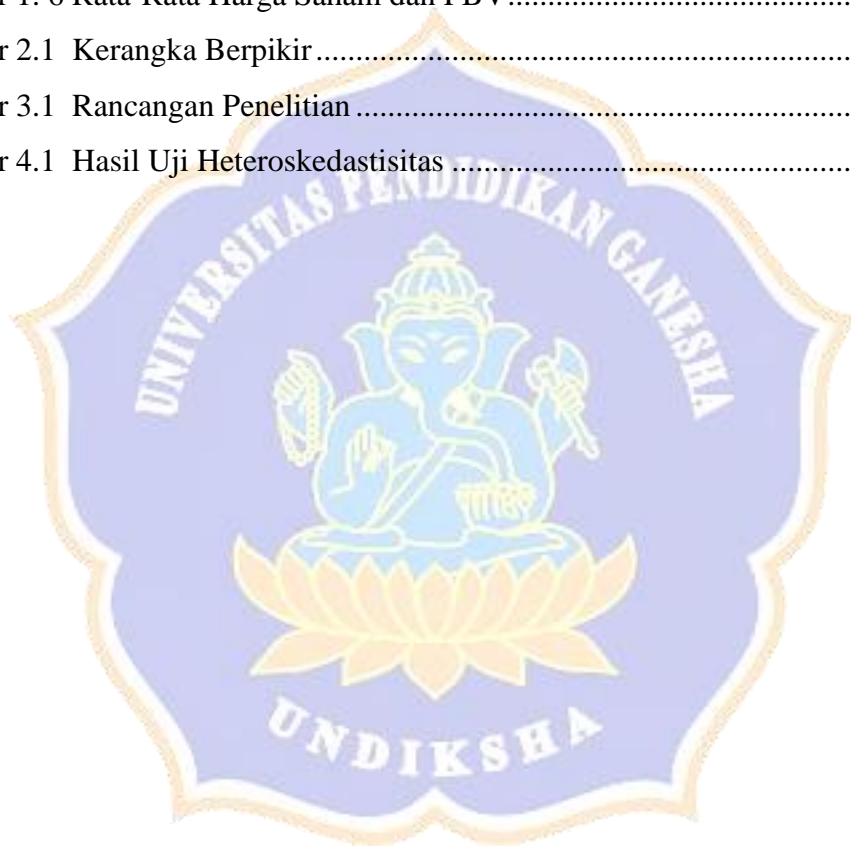 r 1. 6 Rata-Rata Harga Saham dan PBV
r 2.1 Kerangka Berpikir
r 3.1 Rancangan Penelitian
r 4.1 Hasil Uji Heteroskedastisitas
UNIVERSITAS PENDIDIKAN GANESHA
UNDIKSHA